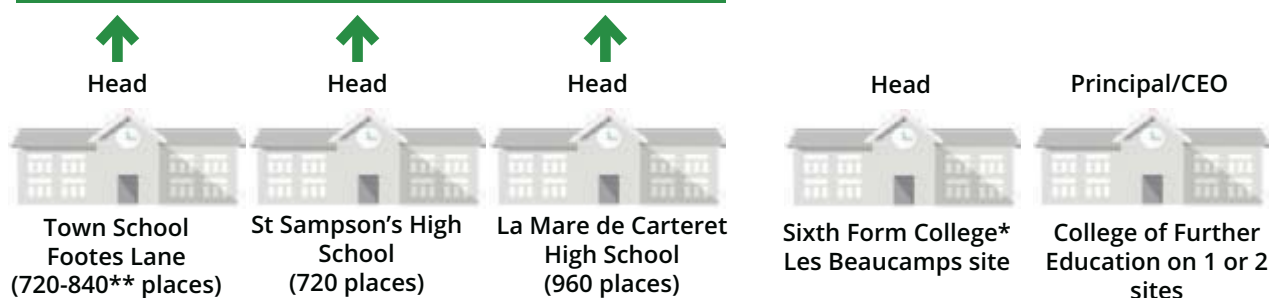 Head
Head
Head
Head
Principal/CEO
Town School
Footes Lane
(720-840** places)
St Sampson's High
School
(720 places)
La Mare de Carteret
High School
(960 places)
Sixth Form College*
Les Beaucamps site
College of Further
Education on 1 or 2
sites